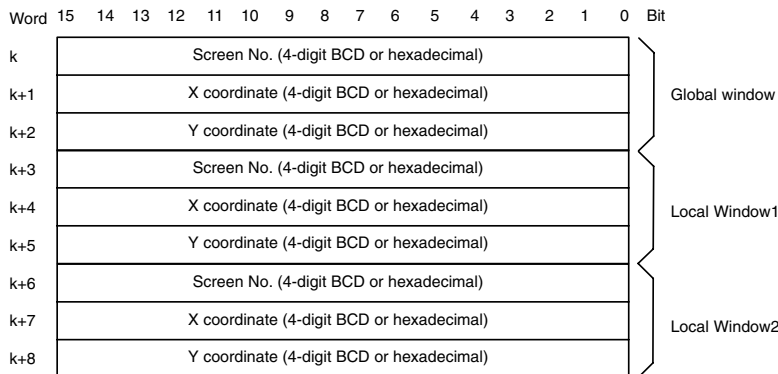 Word 15 14 13 12 11 10 9 8 7 6 5 4 3 2 1 0 Bit
k Screen No. (4-digit BCD or hexadecimal)
k+1 X coordinate (4-digit BCD or hexadecimal) Global window
k+2 Y coordinate (4-digit BCD or hexadecimal)
k+3 Screen No. (4-digit BCD or hexadecimal)
k+4 X coordinate (4-digit BCD or hexadecimal) Local Window1
k+5 Y coordinate (4-digit BCD or hexadecimal)
k+6 Screen No. (4-digit BCD or hexadecimal)
k+7 X coordinate (4-digit BCD or hexadecimal) Local Window2
k+8 Y coordinate (4-digit BCD or hexadecimal)